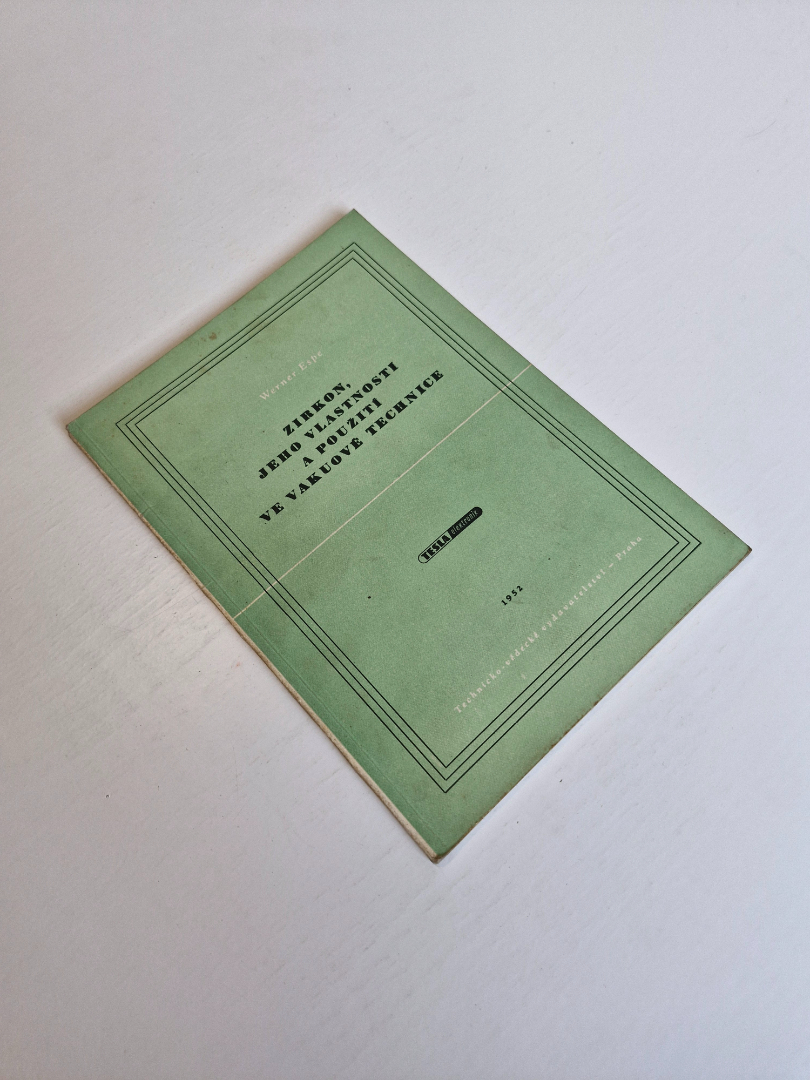 Werner Espe
ZIRKON,
JEHO VLASTNOSTI
A POUŽITÍ
VE VAKUOVÉ TECHNICE
TESLA elektronik
1952
Technicko-vědecké vydavatelství – Praha